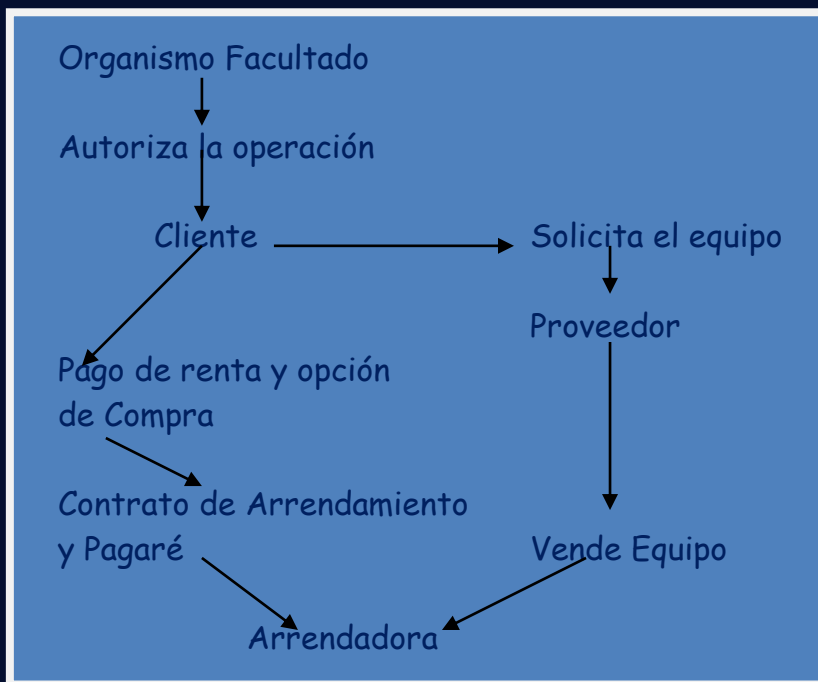 Organismo Facultado
Autoriza la operación
Cliente
Solicita el equipo
Proveedor
Pago de renta y opción
de Compra
Contrato de Arrendamiento
y Pagaré
Vende Equipo
Arrendadora